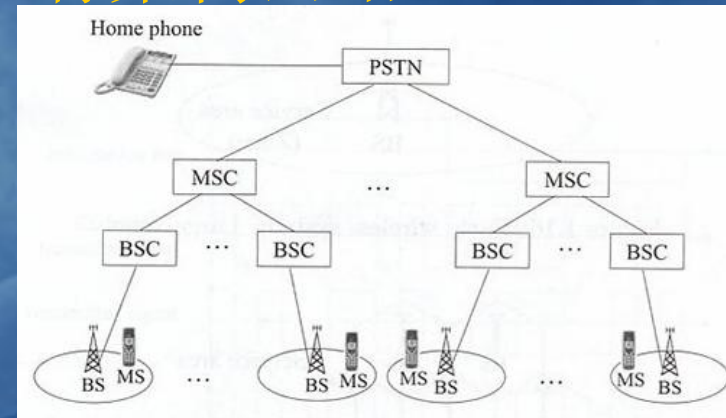 Home phone
PSTN
MSC ... MSC
BSC ... BSC BSC ... BSC
BS MS ... BS MS MS BS ... MS BS